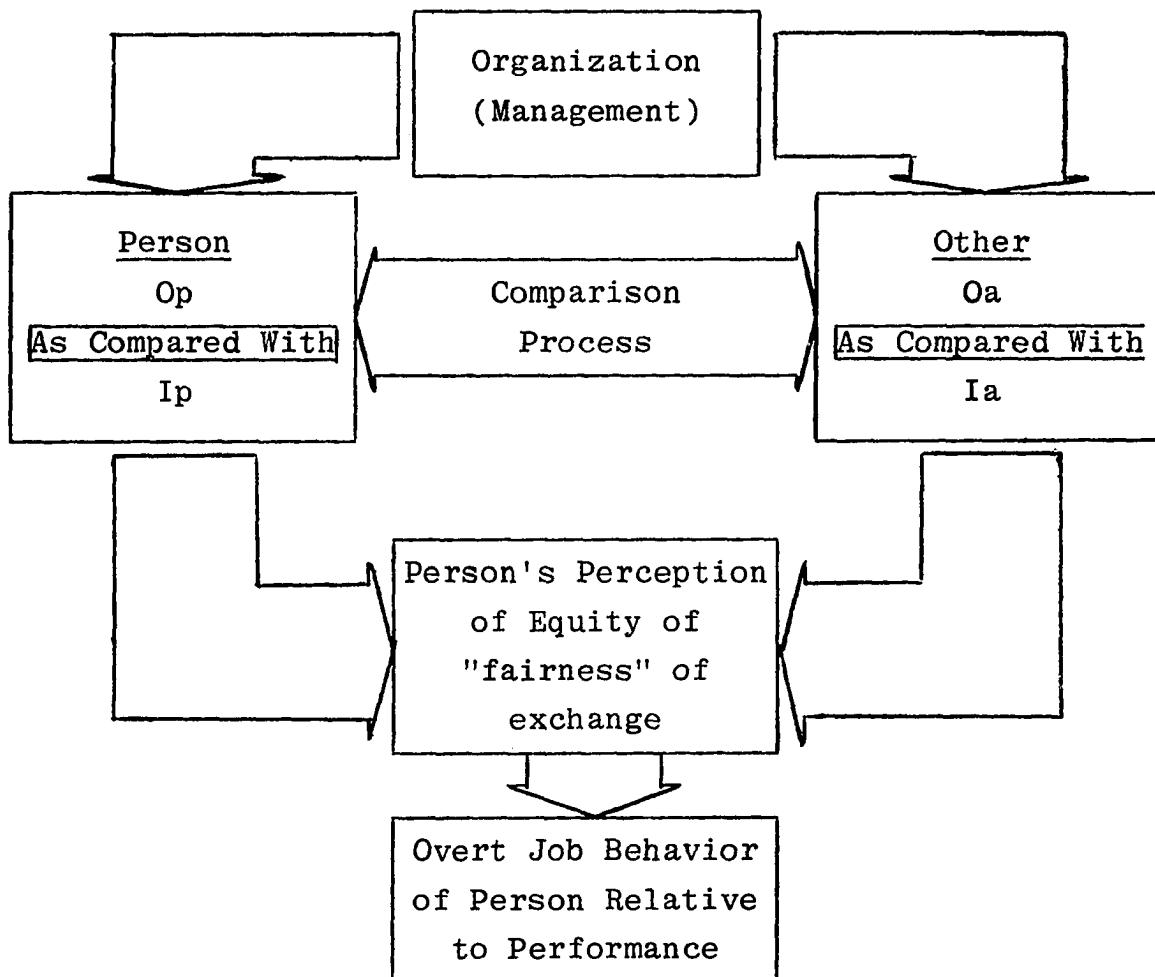 Organization
(Management)
Person
Op
As Compared With
Ip
Comparison
Process
Other
Oa
As Compared With
Ia
Person's Perception
of Equity of
"fairness" of
exchange
Overt Job Behavior
of Person Relative
to Performance